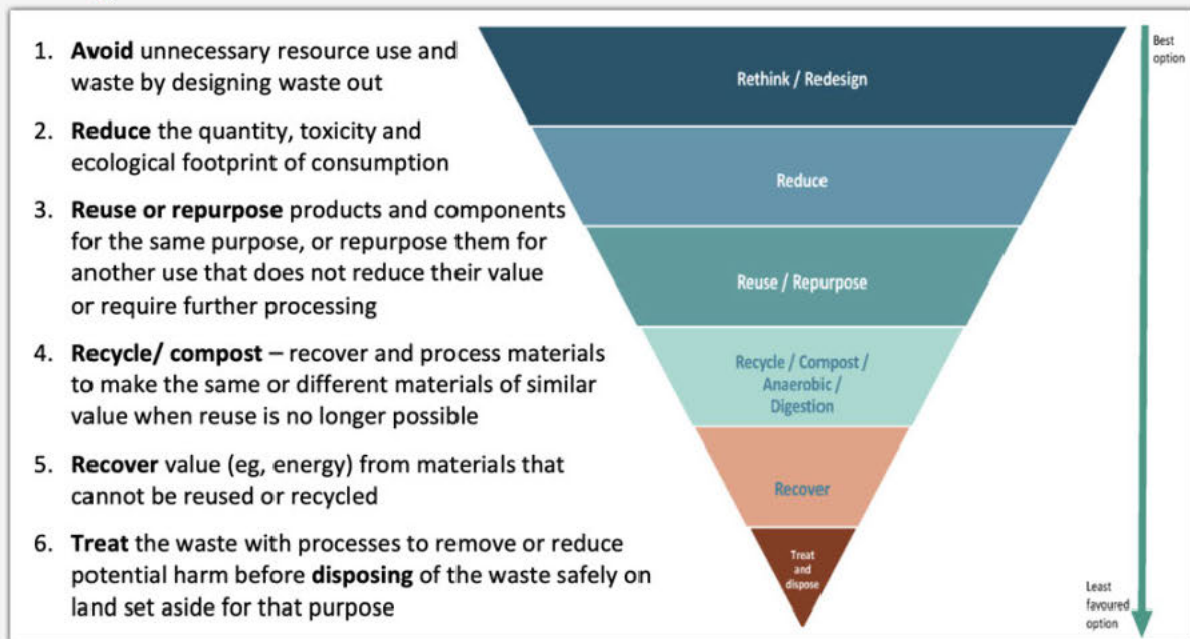 1. Avoid unnecessary resource use and
waste by designing waste out
2. Reduce the quantity, toxicity and
ecological footprint of consumption
3. Reuse or repurpose products and components
for the same purpose, or repurpose them for
another use that does not reduce their value
or require further processing
4. Recycle/ compost – recover and process materials
to make the same or different materials of similar
value when reuse is no longer possible
5. Recover value (eg, energy) from materials that
cannot be reused or recycled
6. Treat the waste with processes to remove or reduce
potential harm before disposing of the waste safely on
land set aside for that purpose
Rethink / Redesign
Reduce
Reuse / Repurpose
Recycle / Compost /
Anaerobic /
Digestion
Recover
Treat
and
dispose
Best
option
Least
favoured
option